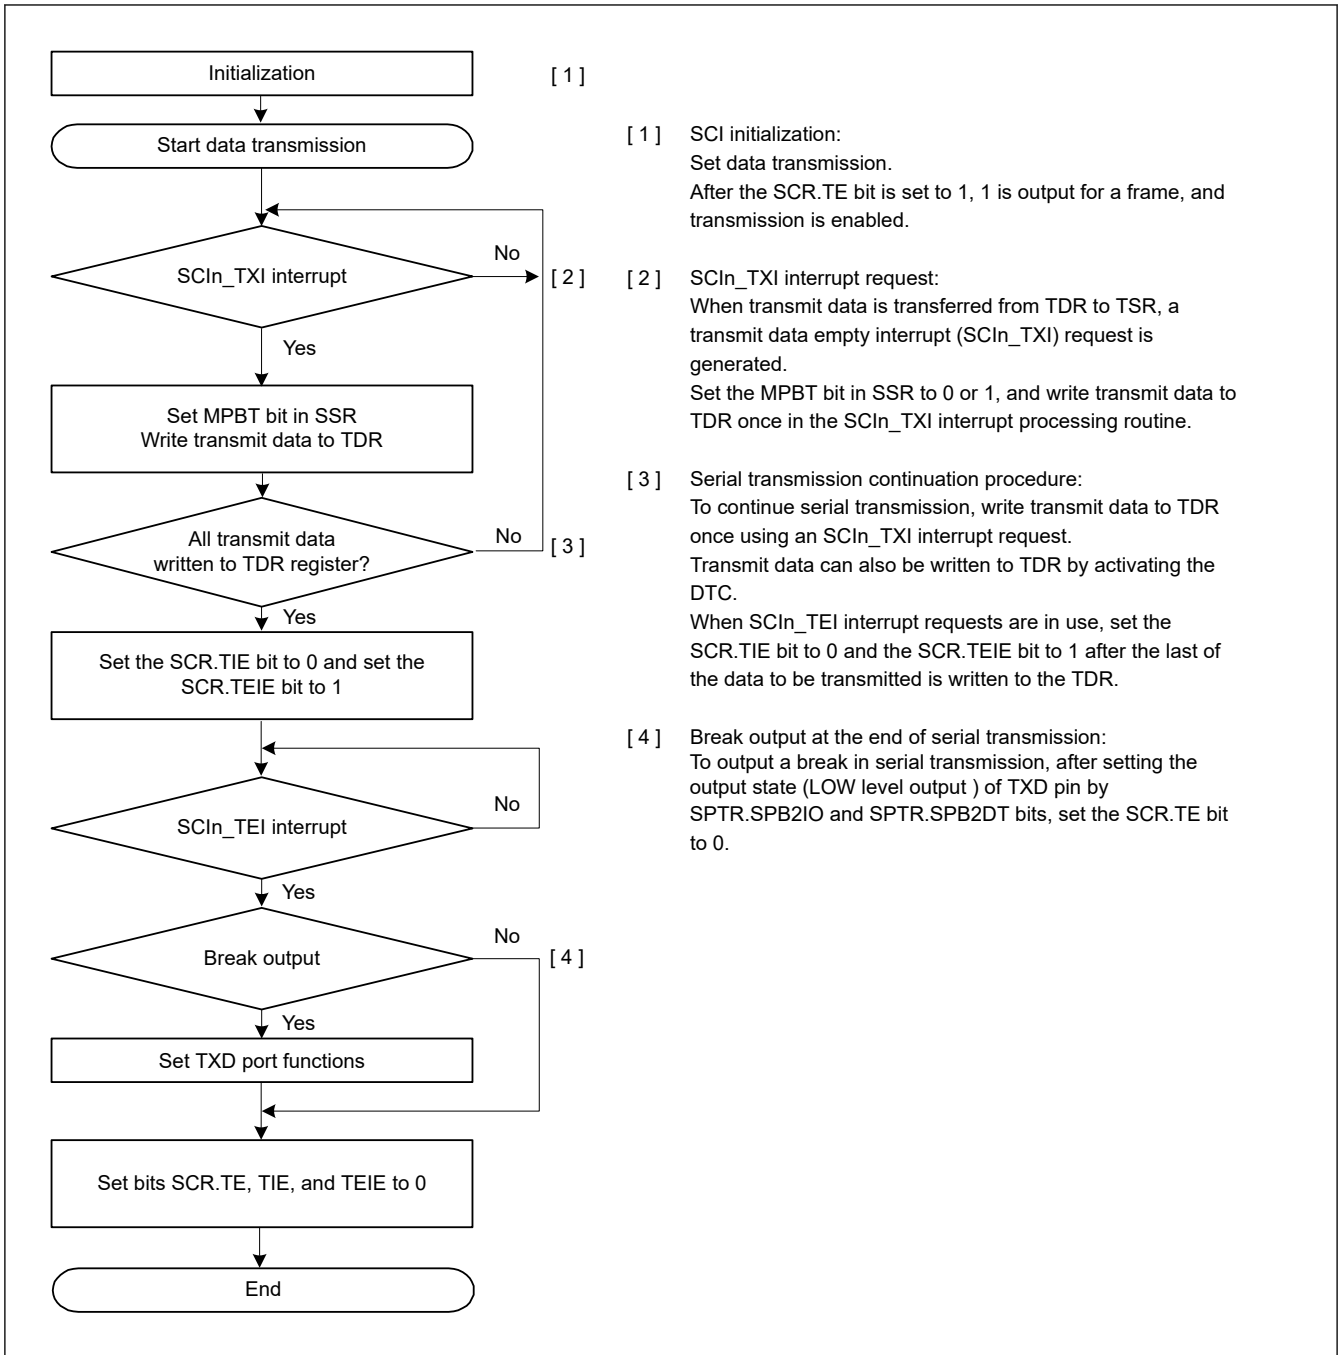 Initialization
[ 1 ]
Start data transmission
SCIn_TXI interrupt
No
[ 2 ]
Yes
Set MPBT bit in SSR
Write transmit data to TDR
All transmit data
written to TDR register?
No
[ 3 ]
Yes
Set the SCR.TIE bit to 0 and set the
SCR.TEIE bit to 1
SCIn_TEI interrupt
No
Yes
Break output
No
[ 4 ]
Yes
Set TXD port functions
Set bits SCR.TE, TIE, and TEIE to 0
End
[ 1 ] SCI initialization:
Set data transmission.
After the SCR.TE bit is set to 1, 1 is output for a frame, and
transmission is enabled.
[ 2 ] SCIn_TXI interrupt request:
When transmit data is transferred from TDR to TSR, a
transmit data empty interrupt (SCIn_TXI) request is
generated.
Set the MPBT bit in SSR to 0 or 1, and write transmit data to
TDR once in the SCIn_TXI interrupt processing routine.
[ 3 ] Serial transmission continuation procedure:
To continue serial transmission, write transmit data to TDR
once using an SCIn_TXI interrupt request.
Transmit data can also be written to TDR by activating the
DTC.
When SCIn_TEI interrupt requests are in use, set the
SCR.TIE bit to 0 and the SCR.TEIE bit to 1 after the last of
the data to be transmitted is written to the TDR.
[ 4 ] Break output at the end of serial transmission:
To output a break in serial transmission, after setting the
output state (LOW level output ) of TXD pin by
SPTR.SPB2IO and SPTR.SPB2DT bits, set the SCR.TE bit
to 0.